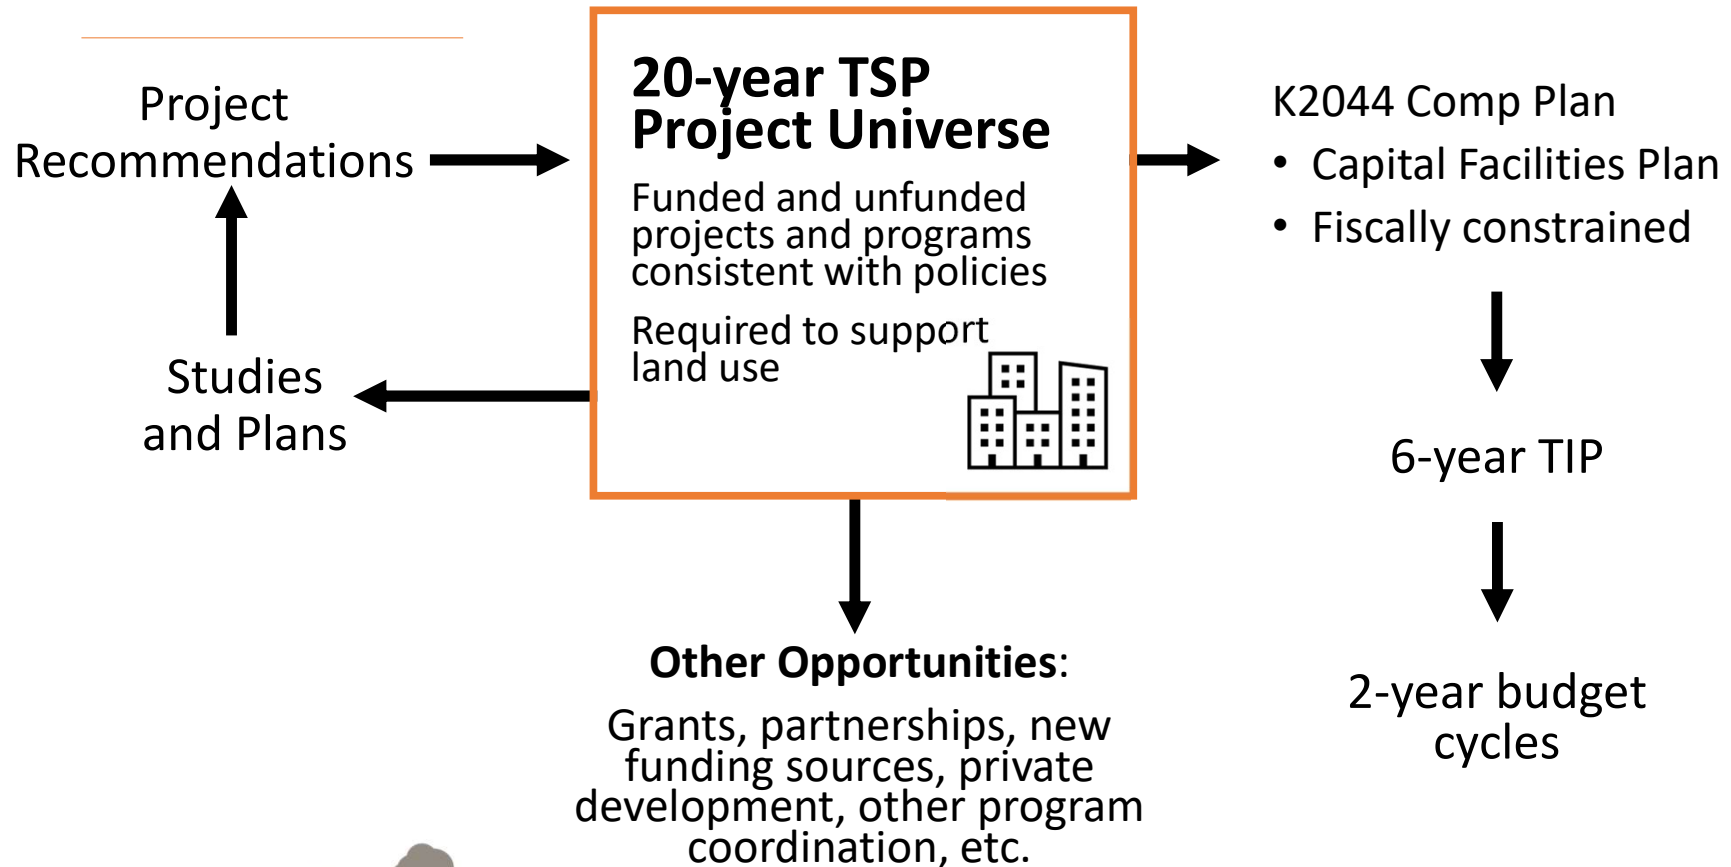 Project
Recommendations
Studies
and Plans
20-year TSP
Project Universe
Funded and unfunded
projects and programs
consistent with policies
Required to support
land use
Other Opportunities:
Grants, partnerships, new
funding sources, private
development, other program
coordination, etc.
K2044 Comp Plan
• Capital Facilities Plan
• Fiscally constrained
6-year TIP
2-year budget
cycles